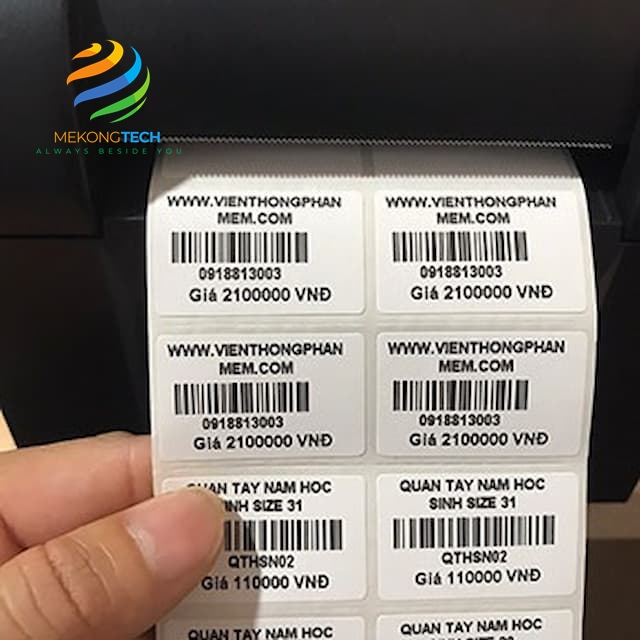 MEKONGTECH
ALWAYS BESIDE YOU
WWW.VIENTHONGPHAN
MEM.COM
0918813003
Giá 2100000 VNĐ
WWW.VIENTHONGPHAN
MEM.COM
0918813003
Giá 2100000 VNĐ
WWW.VIENTHONGPHAN
MEM.COM
0918813003
Giá 2100000 VNĐ
WWW.VIENTHONGPHAN
MEM.COM
0918813003
Giá 2100000 VNĐ
QUAN TAY NAM HOC
SINH SIZE 31
QTHSN02
Giá 110000 VNĐ
QUAN TAY NAM HOC
SINH SIZE 31
QTHSN02
Giá 110000 VNĐ
QUAN TAY NAM HOC
QUAN TAY NAM HOC